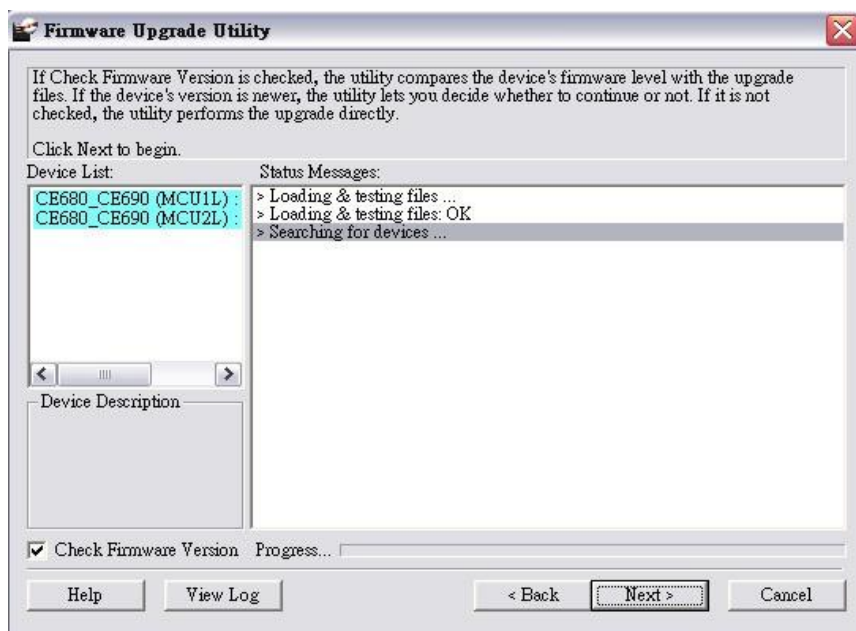 Firmware Upgrade Utility
If Check Firmware Version is checked, the utility compares the device's firmware level with the upgrade
files. If the device's version is newer, the utility lets you decide whether to continue or not. If it is not
checked, the utility performs the upgrade directly.
Click Next to begin.
Device List:
CE680_CE690 (MCU1L) :
CE680_CE690 (MCU2L) :
Status Messages:
> Loading & testing files ...
> Loading & testing files: OK
> Searching for devices ...
Device Description
Check Firmware Version
Progress...
Help
View Log
< Back
Next >
Cancel